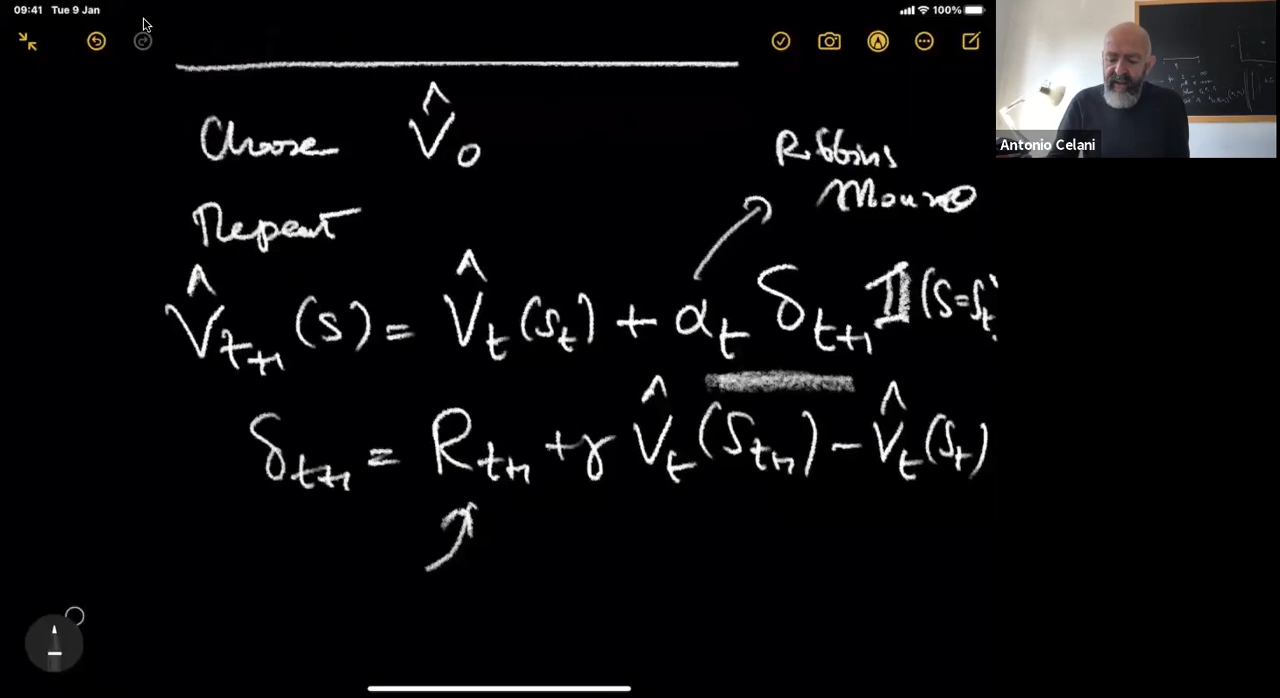 09:41 Tue 9 Jan
100%
Antonio Celani
Choose V̂₀
Robbins
Monro
Repeat
V̂ₜ₊₁(s) = V̂ₜ(sₜ) + αₜ δₜ₊₁ 𝕀(s=sₜ)
δₜ₊₁ = Rₜ₊₁ + γ V̂ₜ(Sₜ₊₁) − V̂ₜ(Sₜ)